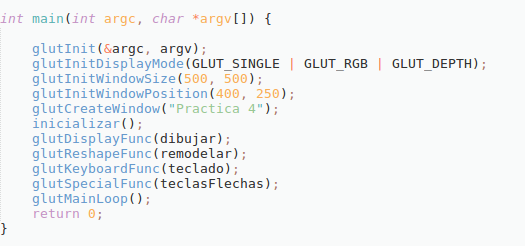 int main(int argc, char *argv[]) {
glutInit(&argc, argv);
glutInitDisplayMode(GLUT_SINGLE | GLUT_RGB | GLUT_DEPTH);
glutInitWindowSize(500, 500);
glutInitWindowPosition(400, 250);
glutCreateWindow("Practica 4");
inicializar();
glutDisplayFunc(dibujar);
glutReshapeFunc(remodelar);
glutKeyboardFunc(teclado);
glutSpecialFunc(teclasFlechas);
glutMainLoop();
return 0;
}